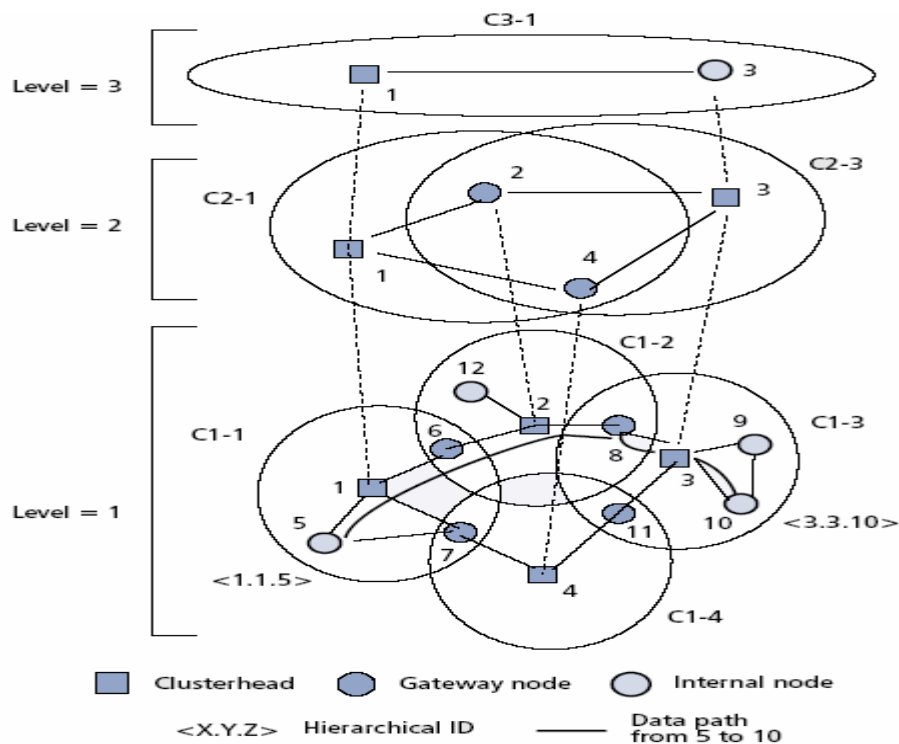 C3-1
Level = 3
1
3
C2-1
C2-3
Level = 2
2
3
1
4
C1-2
12
C1-1
2
C1-3
6
9
8
1
3
Level = 1
5
10
<3.3.10>
7
11
<1.1.5>
4
C1-4
Clusterhead
Gateway node
Internal node
<X.Y.Z> Hierarchical ID
Data path
from 5 to 10